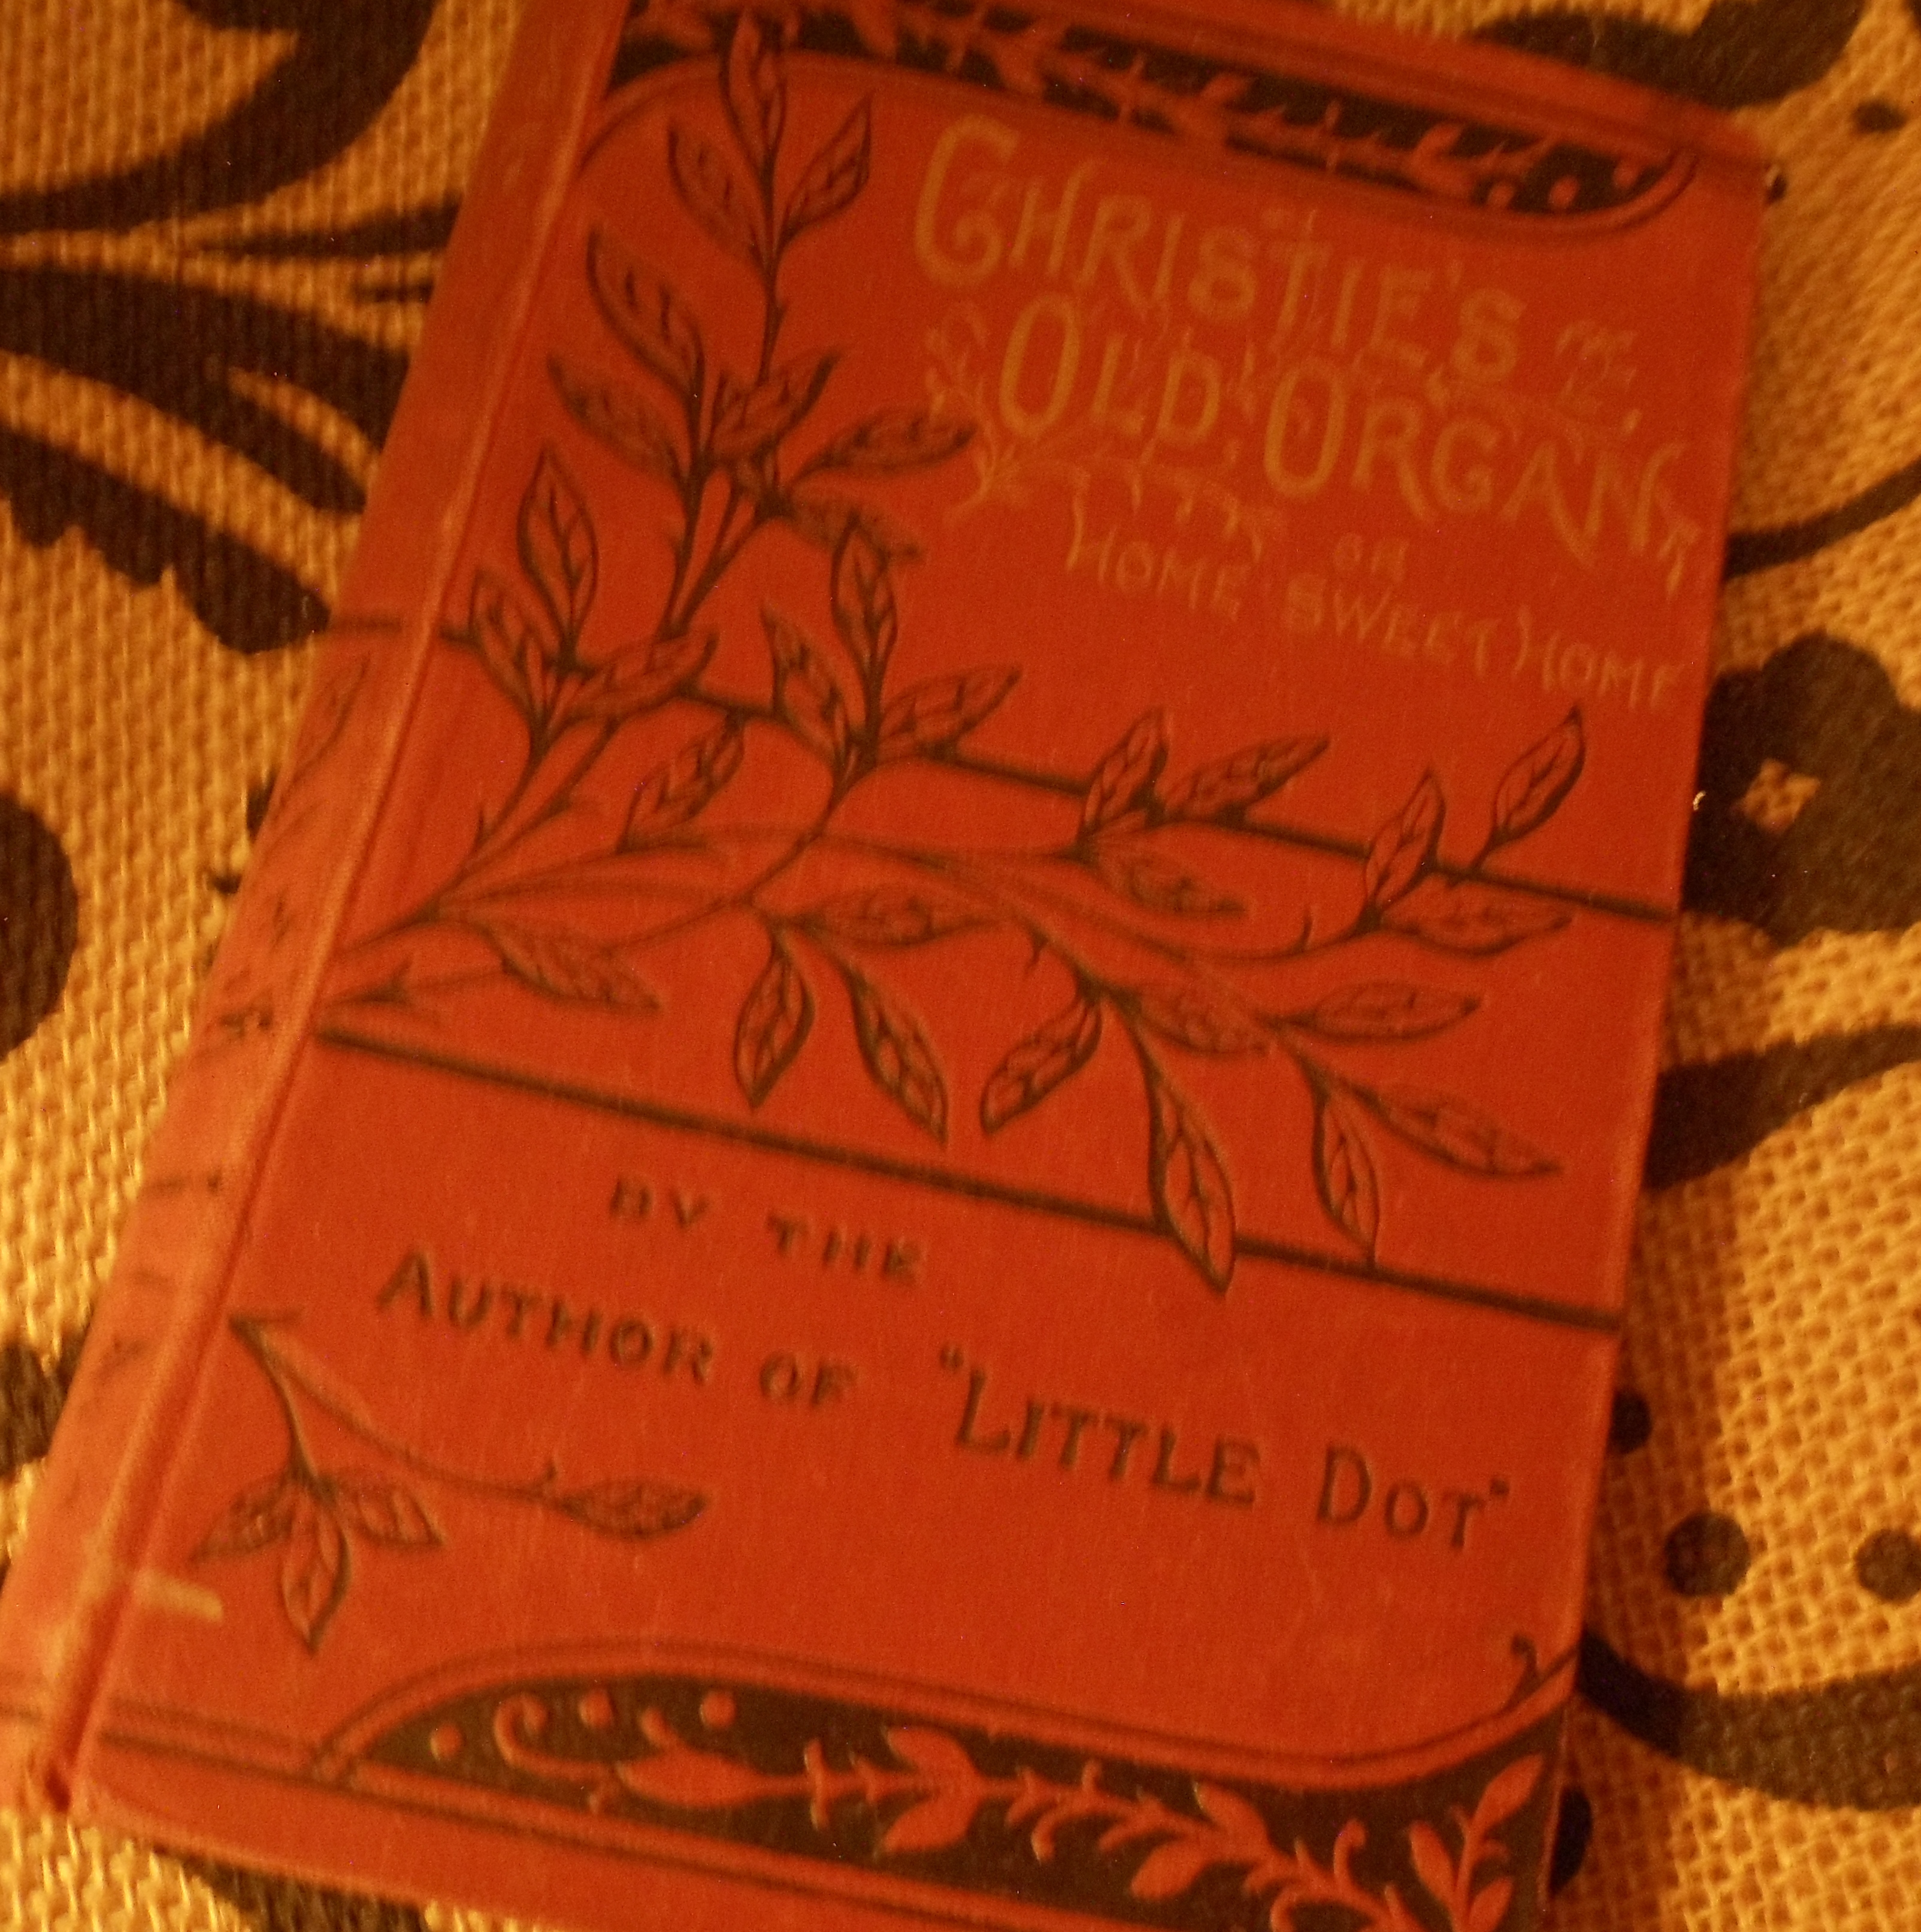 CHRISTIE'S
OLD ORGAN
OR
HOME SWEET HOME
BY THE
AUTHOR OF "LITTLE DOT"